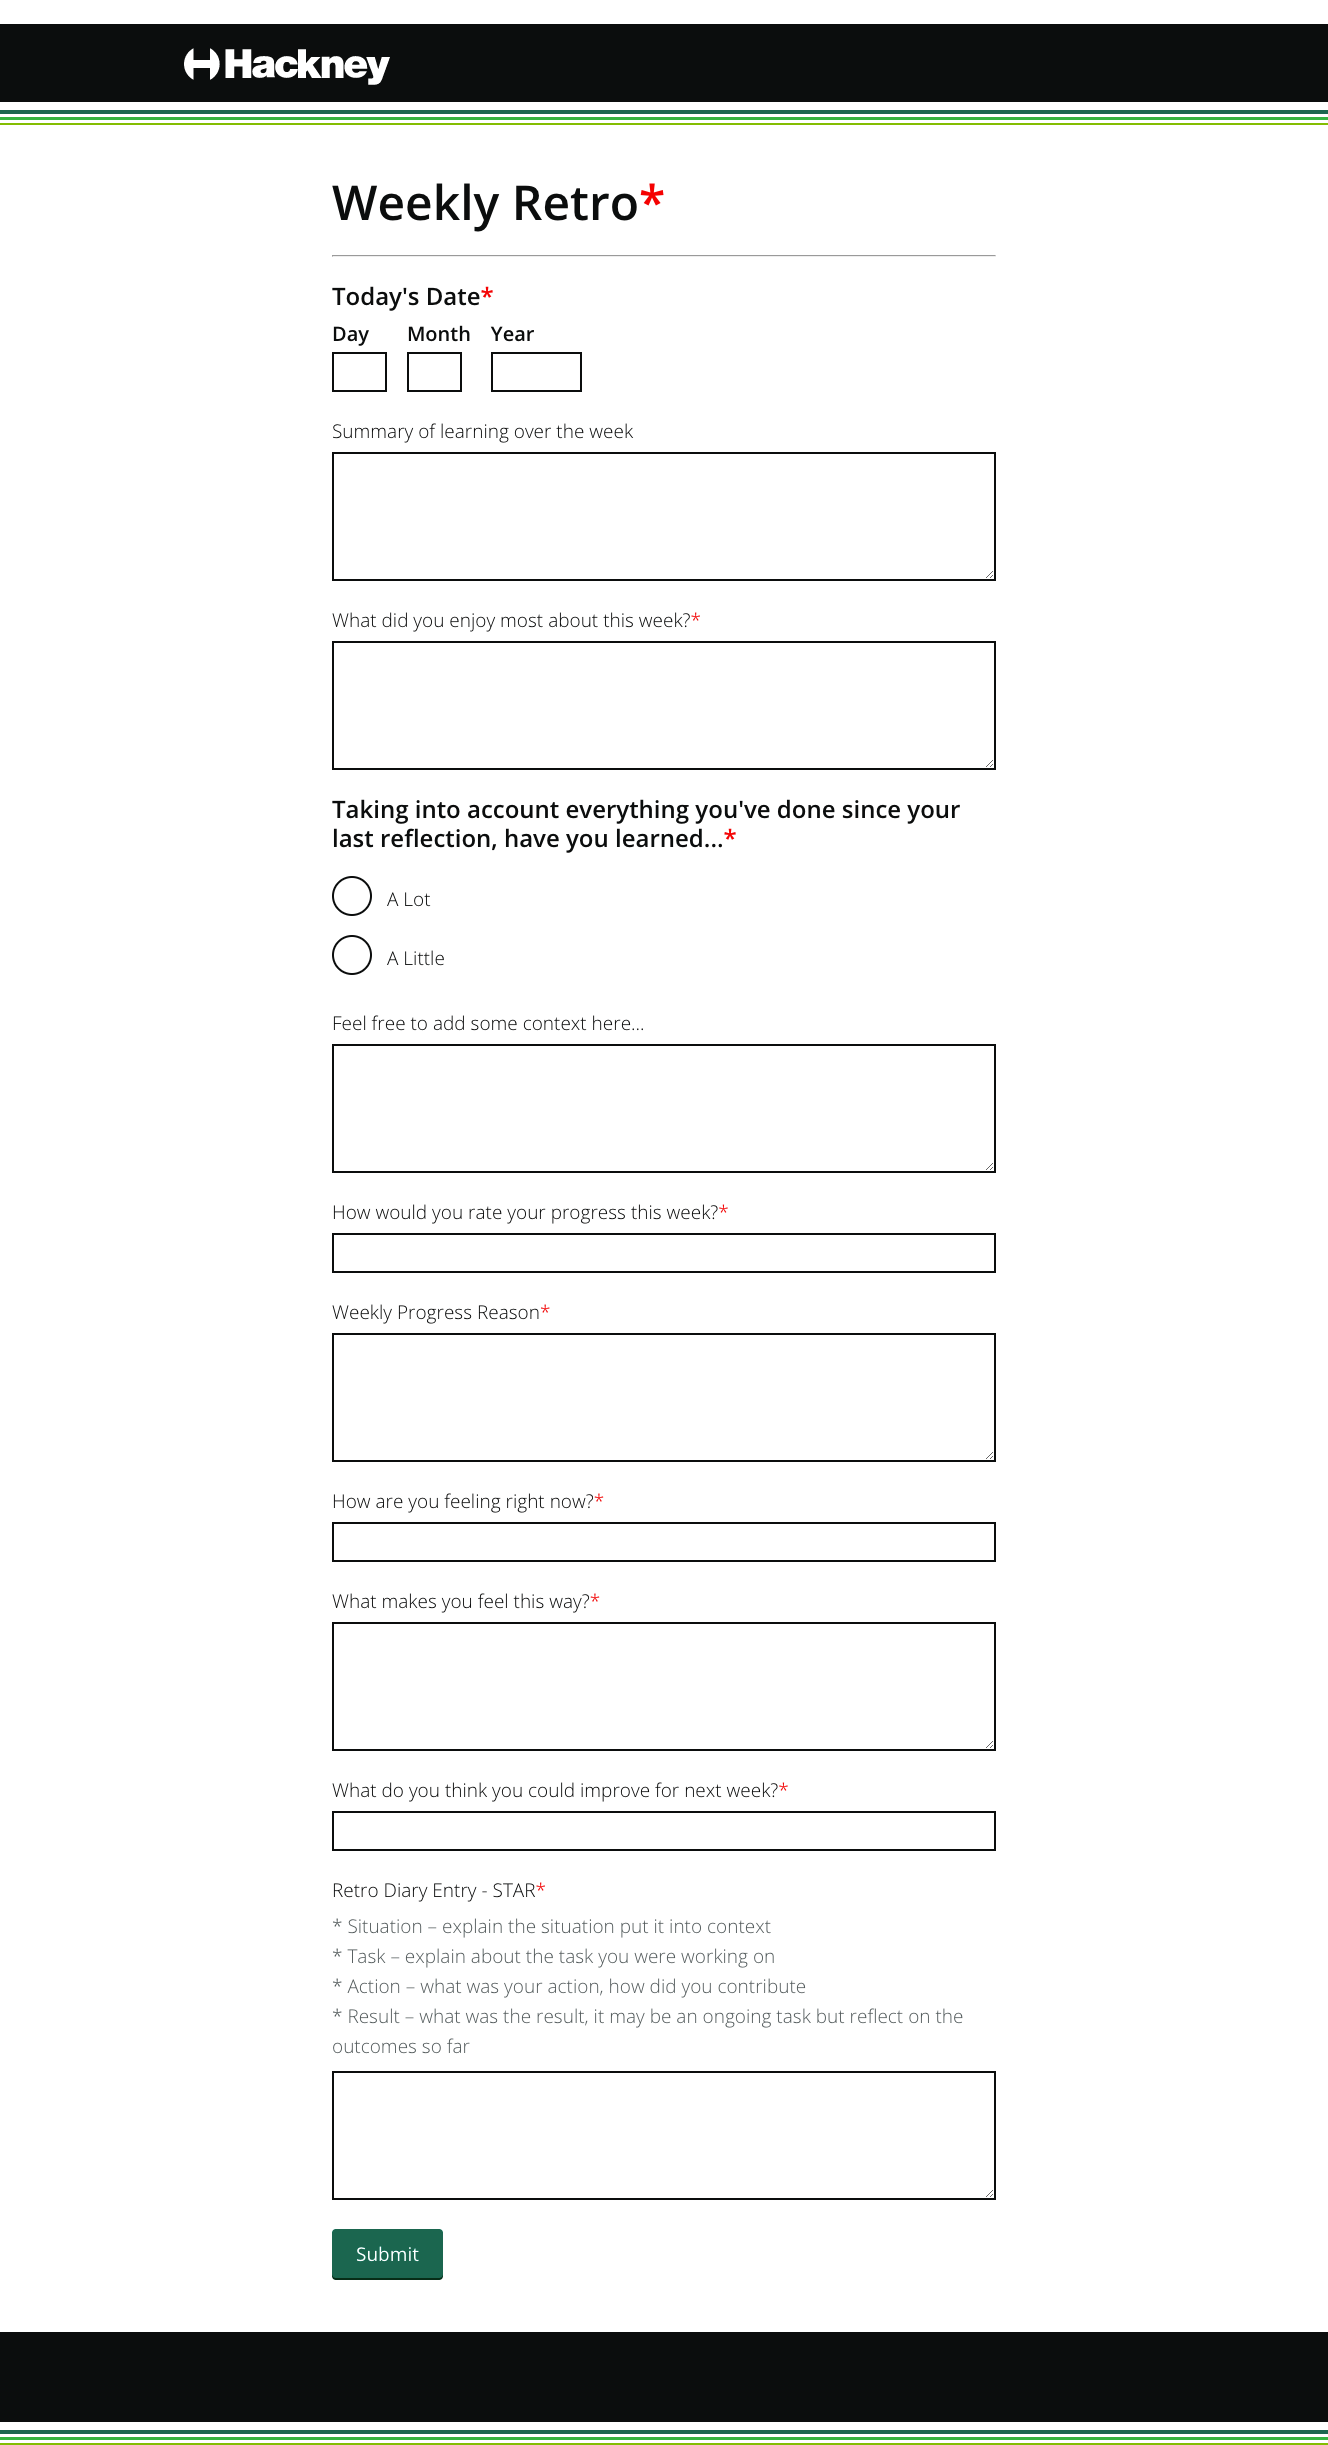 Hackney
Weekly Retro*
Today's Date*
Day Month Year
Summary of learning over the week
What did you enjoy most about this week?*
Taking into account everything you've done since your
last reflection, have you learned...*
A Lot
A Little
Feel free to add some context here...
How would you rate your progress this week?*
Weekly Progress Reason*
How are you feeling right now?*
What makes you feel this way?*
What do you think you could improve for next week?*
Retro Diary Entry - STAR*
* Situation – explain the situation put it into context
* Task – explain about the task you were working on
* Action – what was your action, how did you contribute
* Result – what was the result, it may be an ongoing task but reflect on the
outcomes so far
Submit